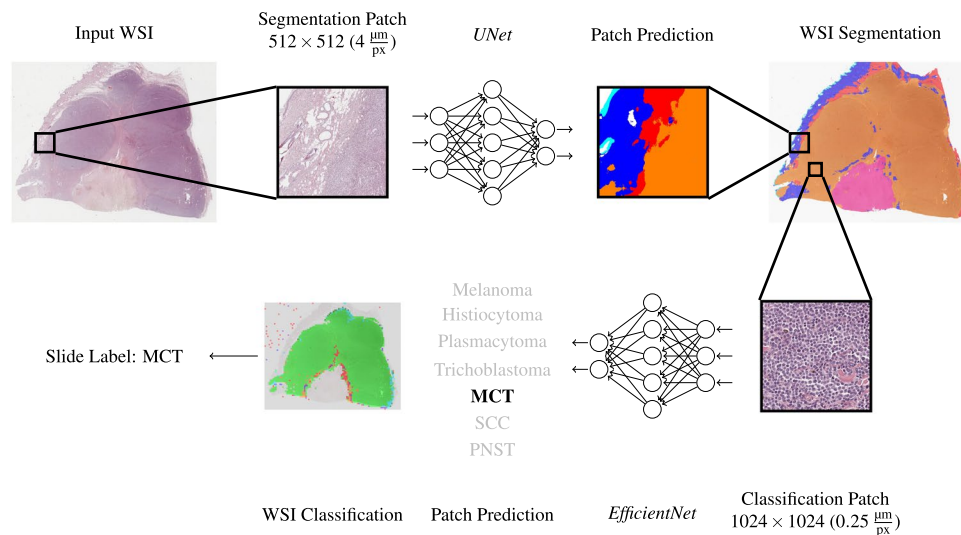 Input WSI
Segmentation Patch
512 × 512 (4 μm/px)
UNet
Patch Prediction
WSI Segmentation
Slide Label: MCT
Melanoma
Histiocytoma
Plasmacytoma
Trichoblastoma
MCT
SCC
PNST
WSI Classification
Patch Prediction
EfficientNet
Classification Patch
1024 × 1024 (0.25 μm/px)